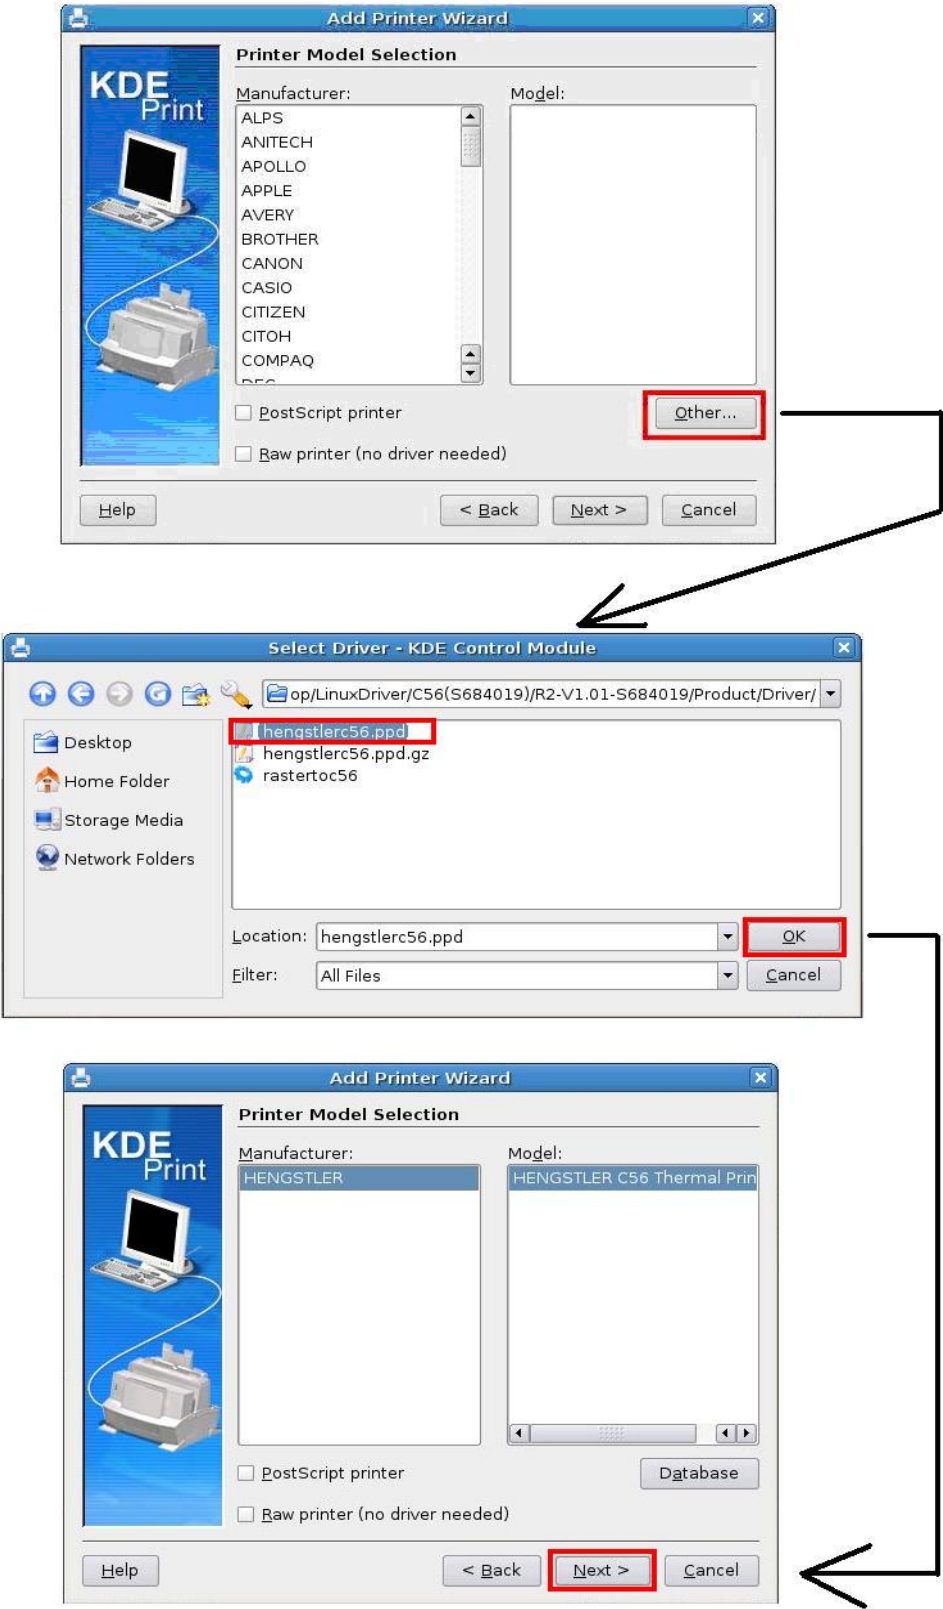 Add Printer Wizard
KDE
Print
Printer Model Selection
Manufacturer:
Model:
ALPS
ANITECH
APOLLO
APPLE
AVERY
BROTHER
CANON
CASIO
CITIZEN
CITOH
COMPAQ
PostScript printer
Other...
Raw printer (no driver needed)
Help
< Back
Next >
Cancel
Select Driver - KDE Control Module
op/LinuxDriver/C56(S684019)/R2-V1.01-S684019/Product/Driver/
Desktop
Home Folder
Storage Media
Network Folders
hengstlerc56.ppd
hengstlerc56.ppd.gz
rastertoc56
Location:
hengstlerc56.ppd
OK
Filter:
All Files
Cancel
Add Printer Wizard
KDE
Print
Printer Model Selection
Manufacturer:
Model:
HENGSTLER
HENGSTLER C56 Thermal Prin
PostScript printer
Database
Raw printer (no driver needed)
Help
< Back
Next >
Cancel